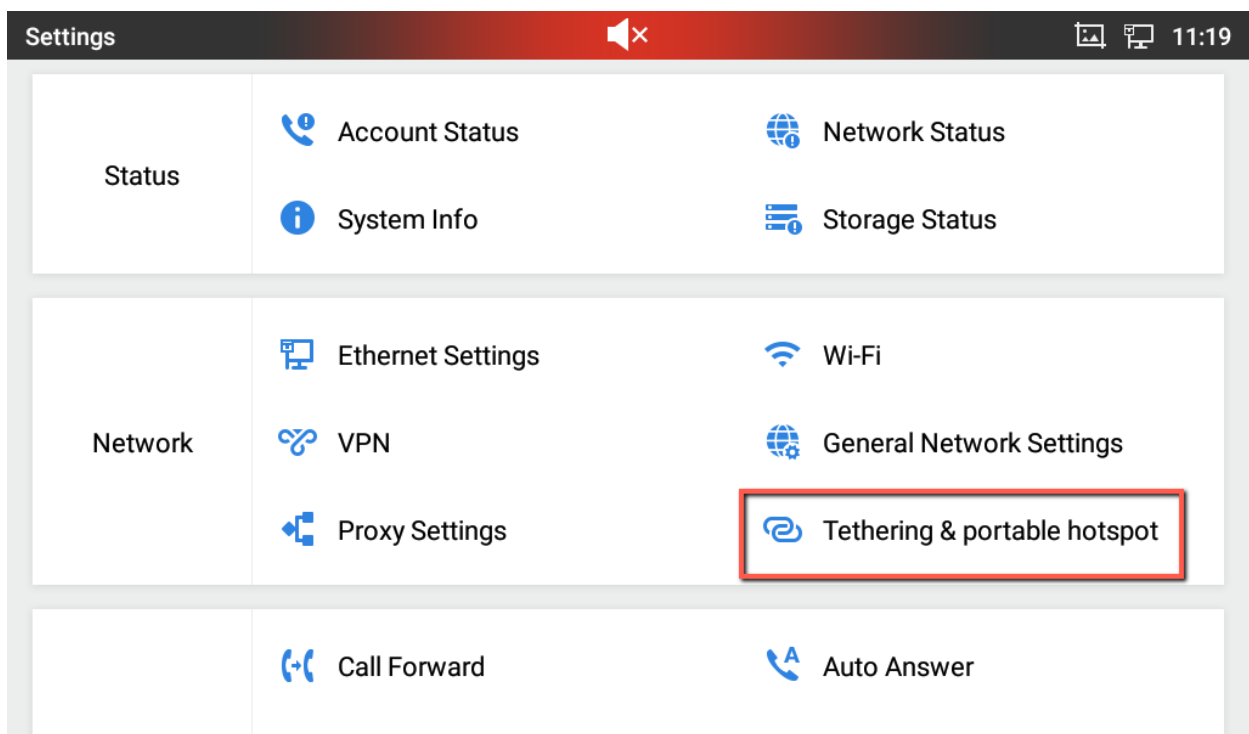 Settings
11:19
Status
Account Status
Network Status
System Info
Storage Status
Network
Ethernet Settings
Wi-Fi
VPN
General Network Settings
Proxy Settings
Tethering & portable hotspot
Call Forward
Auto Answer